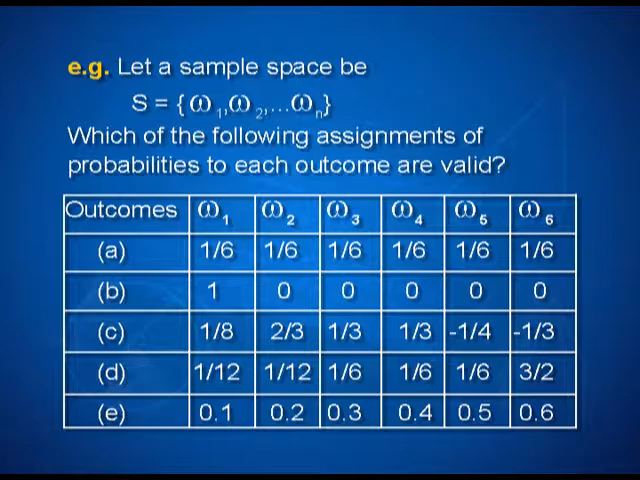 e.g. Let a sample space be
S = {ω1,ω2,...ωn}
Which of the following assignments of
probabilities to each outcome are valid?
Outcomes ω1 ω2 ω3 ω4 ω5 ω6
(a) 1/6 1/6 1/6 1/6 1/6 1/6
(b) 1 0 0 0 0 0
(c) 1/8 2/3 1/3 1/3 -1/4 -1/3
(d) 1/12 1/12 1/6 1/6 1/6 3/2
(e) 0.1 0.2 0.3 0.4 0.5 0.6